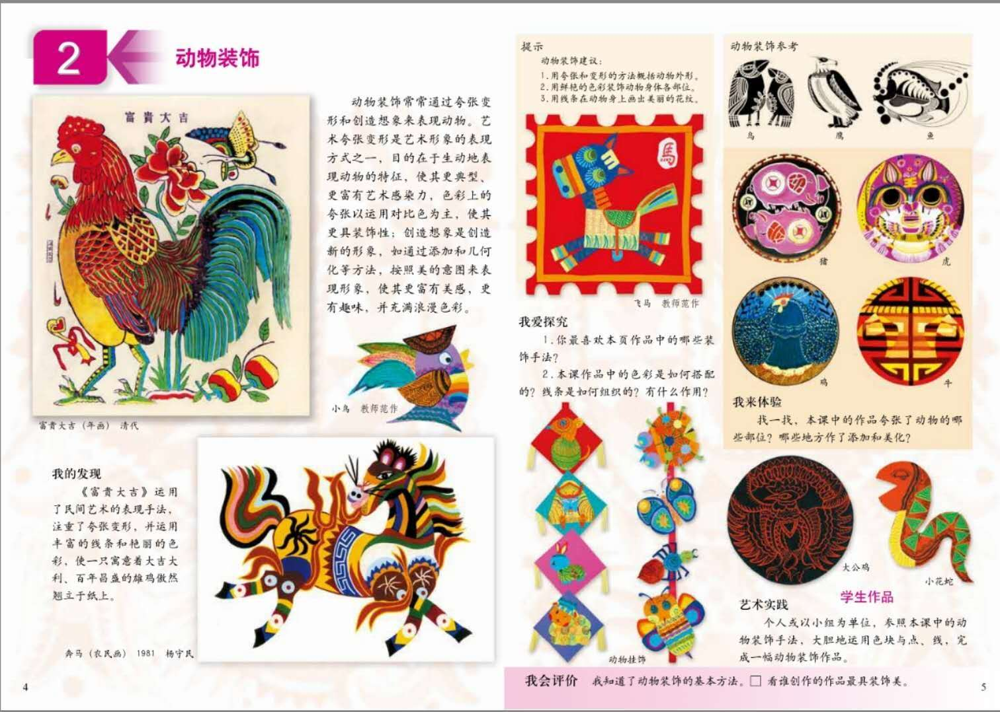 2
动物装饰
富貴大吉
动物装饰常常通过夸张变
形和创造想象来表现动物。艺
术夸张变形是艺术形象的表现
方式之一，目的在于生动地表
现动物的特征，使其更典型、
更富有艺术感染力，色彩上的
夸张以运用对比色为主，使其
更具装饰性；创造想象是创造
新的形象，如通过添加和几何
化等方法，按照美的意图来表
现形象，使其更富有美感，更
有趣味，并充满浪漫色彩。
小鸟 教师范作
富贵大吉（年画） 清代
我的发现
《富贵大吉》运用
了民间艺术的表现手法，
注重了夸张变形，并运用
丰富的线条和艳丽的色
彩，使一只寓意着大吉大
利、百年昌盛的雄鸡傲然
翘立于纸上。
奔马（农民画） 1981 杨守民
4
提示
动物装饰建议：
1.用夸张和变形的方法概括动物外形。
2.用鲜艳的色彩装饰动物身体各部位。
3.用线条在动物身上画出美丽的花纹。
馬
飞马 教师范作
我爱探究
1.你最喜欢本页作品中的哪些装
饰手法？
2.本课作品中的色彩是如何搭配
的？线条是如何组织的？有什么作用？
动物挂饰
动物装饰参考
鸟 鹰 鱼
猪 虎
鸡 牛
我来体验
找一找，本课中的作品夸张了动物的哪
些部位？哪些地方作了添加和美化？
大公鸡
小花蛇
学生作品
艺术实践
个人或以小组为单位，参照本课中的动
物装饰手法，大胆地运用色块与点、线，完
成一幅动物装饰作品。
我会评价 我知道了动物装饰的基本方法。□ 看谁创作的作品最具装饰美。
5